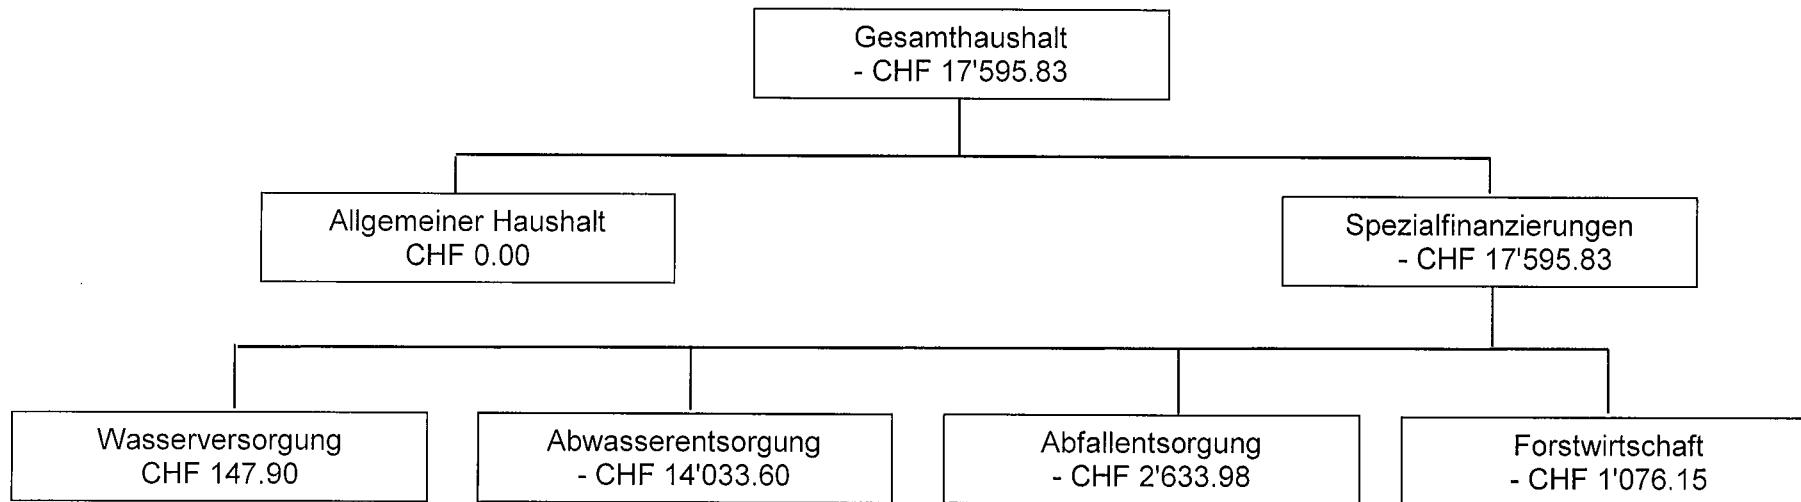 Gesamthaushalt
- CHF 17'595.83
Allgemeiner Haushalt
CHF 0.00
Spezialfinanzierungen
- CHF 17'595.83
Wasserversorgung
CHF 147.90
Abwasserentsorgung
- CHF 14'033.60
Abfallentsorgung
- CHF 2'633.98
Forstwirtschaft
- CHF 1'076.15